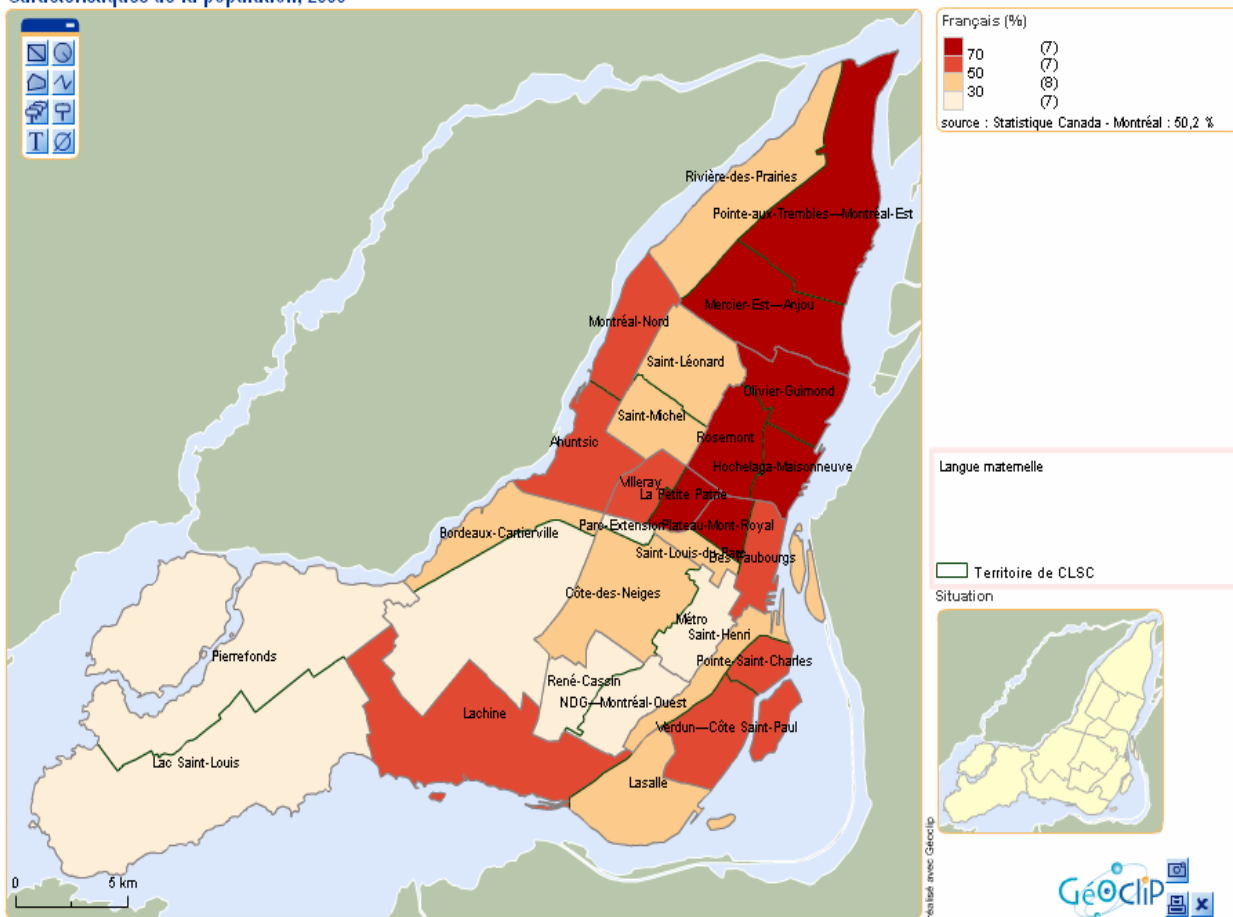 Français (%)
70 (7)
50 (7)
30 (8)
(7)
source : Statistique Canada - Montréal : 50,2 %
Rivière-des-Prairies
Pointe-aux-Trembles—Montréal-Est
Mercier-Est—Anjou
Montréal-Nord
Saint-Léonard
Olivier-Guimond
Saint-Michel
Ahuntsic
Rosemont
Hochelaga-Maisonneuve
Villeray
La Petite Patrie
Parc-Extension
Plateau-Mont-Royal
Bordeaux-Cartierville
Saint-Louis-du-Parc
Des Faubourgs
Côte-des-Neiges
Métro
Saint-Henri
Pierrefonds
Pointe-Saint-Charles
René-Cassin
NDG—Montréal-Ouest
Lachine
Verdun—Côte Saint-Paul
Lac Saint-Louis
Lasalle
0 5 km
T
Langue maternelle
Territoire de CLSC
Situation
réalisé avec Géoclip
GéOcliP